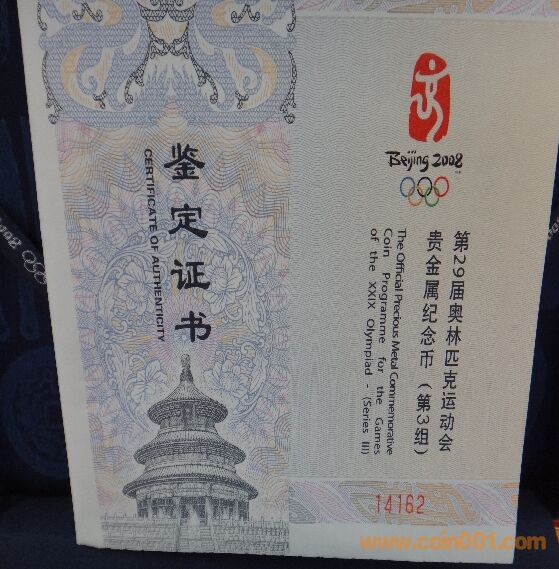 鉴定证书
CERTIFICATE OF AUTHENTICITY
Beijing 2008
第29届奥林匹克运动会
贵金属纪念币（第3组）
The Official Precious Metal Commemorative
Coin Programme for the Games
of the XXIX Olympiad - (Series III)
14162
www.coin001.com